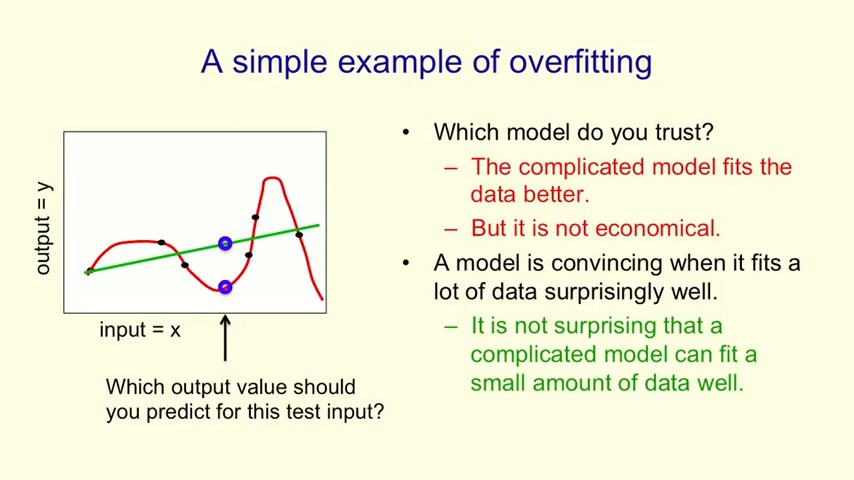 A simple example of overfitting
output = y
input = x
Which output value should
you predict for this test input?
• Which model do you trust?
– The complicated model fits the
data better.
– But it is not economical.
• A model is convincing when it fits a
lot of data surprisingly well.
– It is not surprising that a
complicated model can fit a
small amount of data well.